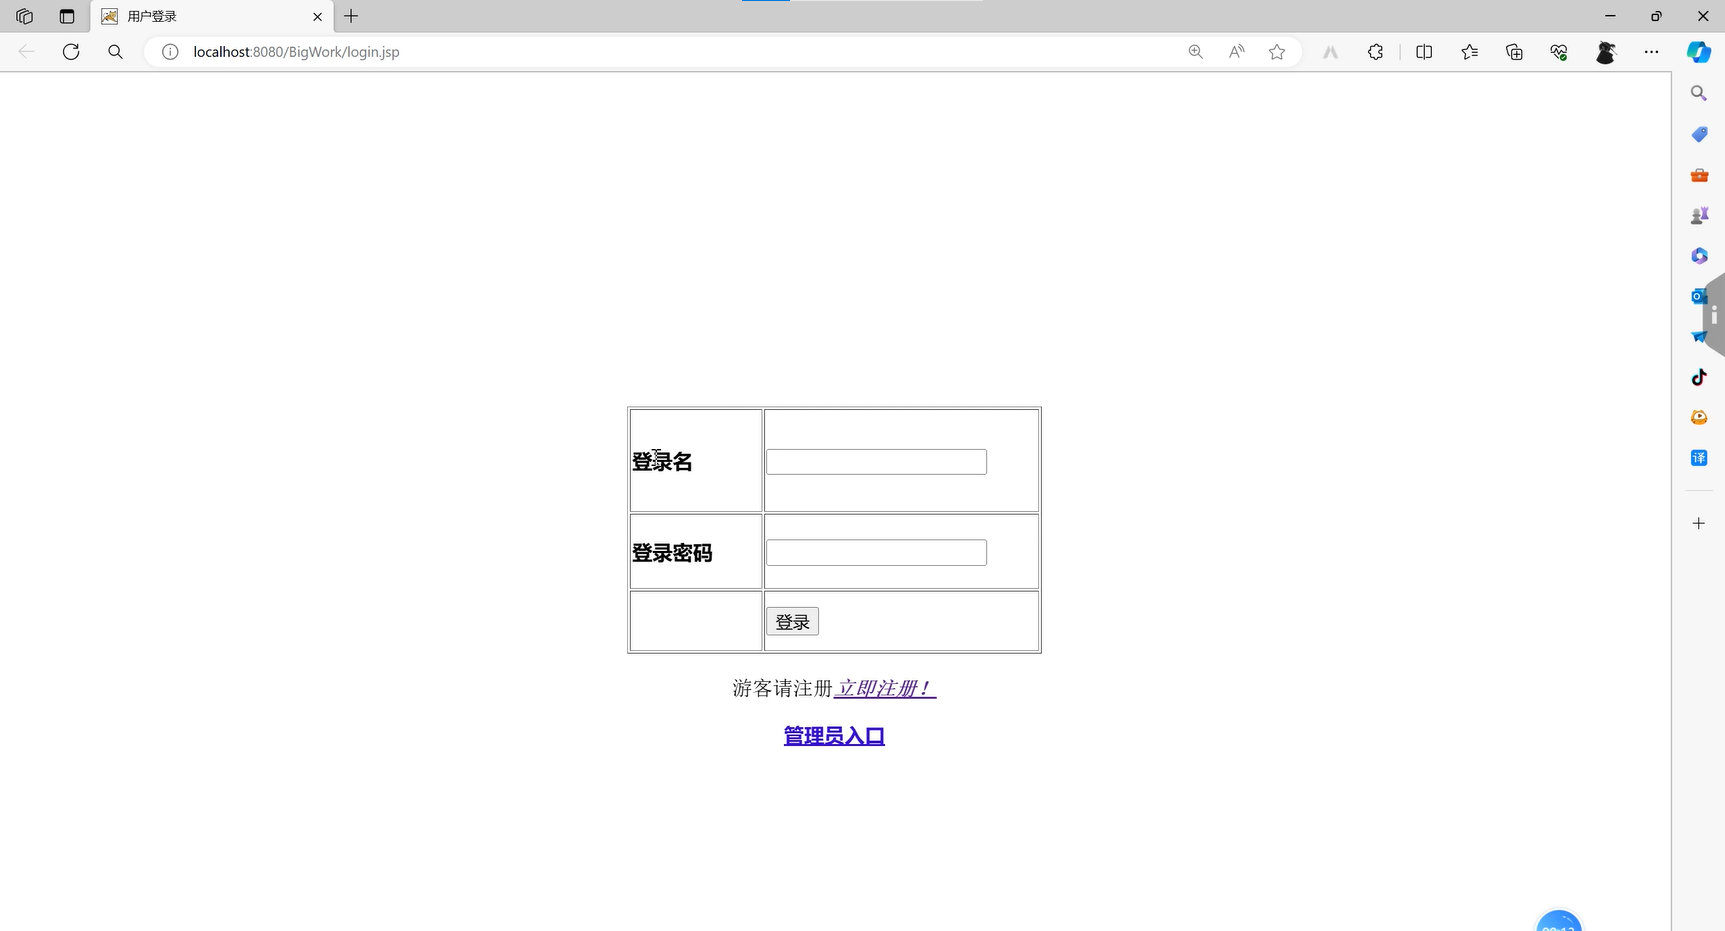 用户登录
localhost:8080/BigWork/login.jsp
登录名
登录密码
登录
游客请注册立即注册！
管理员入口
译